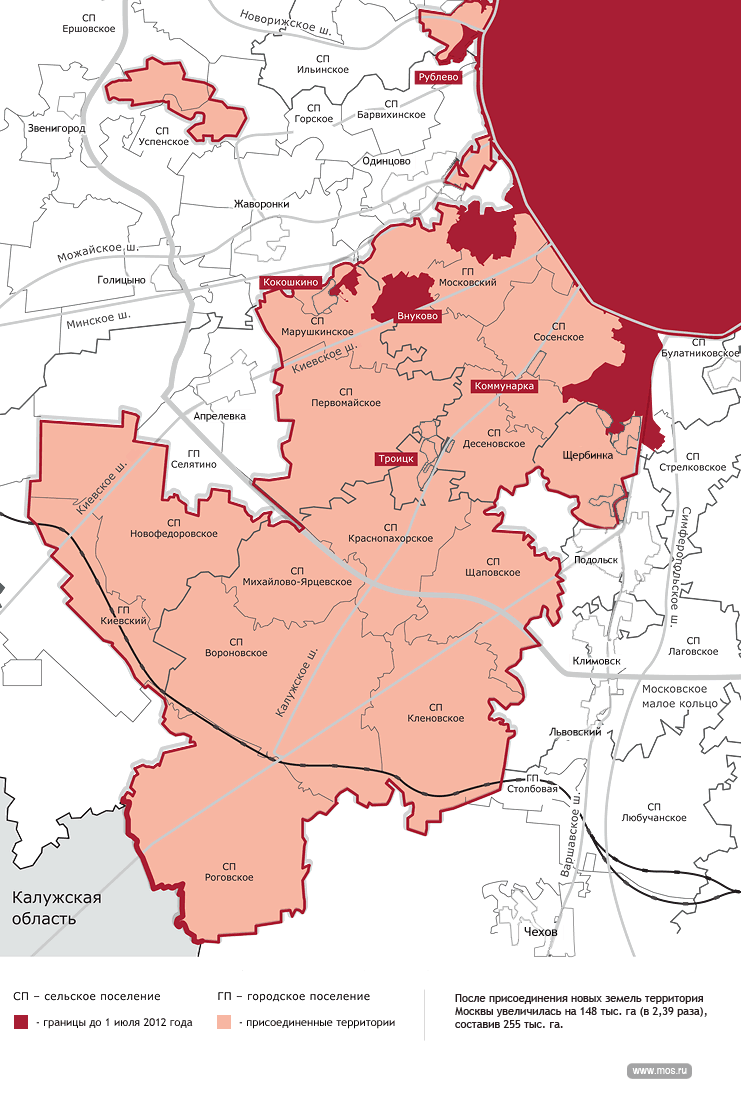 СП
Ершовское
Новорижское ш.
СП
Ильинское
Рублево
СП
Горское
СП
Барвихинское
Звенигород
СП
Успенское
Одинцово
Жаворонки
Можайское ш.
Голицыно
Кокошкино
ГП
Московский
Минское ш.
СП
Марушкинское
Внуково
СП
Сосенское
СП
Булатниковское
Киевское ш.
Коммунарка
СП
Первомайское
Апрелевка
СП
Десеновское
ГП
Селятино
Троицк
Щербинка
СП
Стрелковское
Киевское ш.
СП
Новофедоровское
СП
Краснопахорское
Симферопольское ш.
СП
Михайлово-Ярцевское
СП
Щаповское
Подольск
ГП
Киевский
СП
Вороновское
Климовск
СП
Лаговское
Калужское ш.
Московское
малое кольцо
СП
Кленовское
Львовский
ГП
Столбовая
СП
Любучанское
Варшавское ш.
СП
Роговское
Калужская
область
Чехов
СП – сельское поселение
ГП – городское поселение
- границы до 1 июля 2012 года
- присоединенные территории
После присоединения новых земель территория
Москвы увеличилась на 148 тыс. га (в 2,39 раза),
составив 255 тыс. га.
www.mos.ru